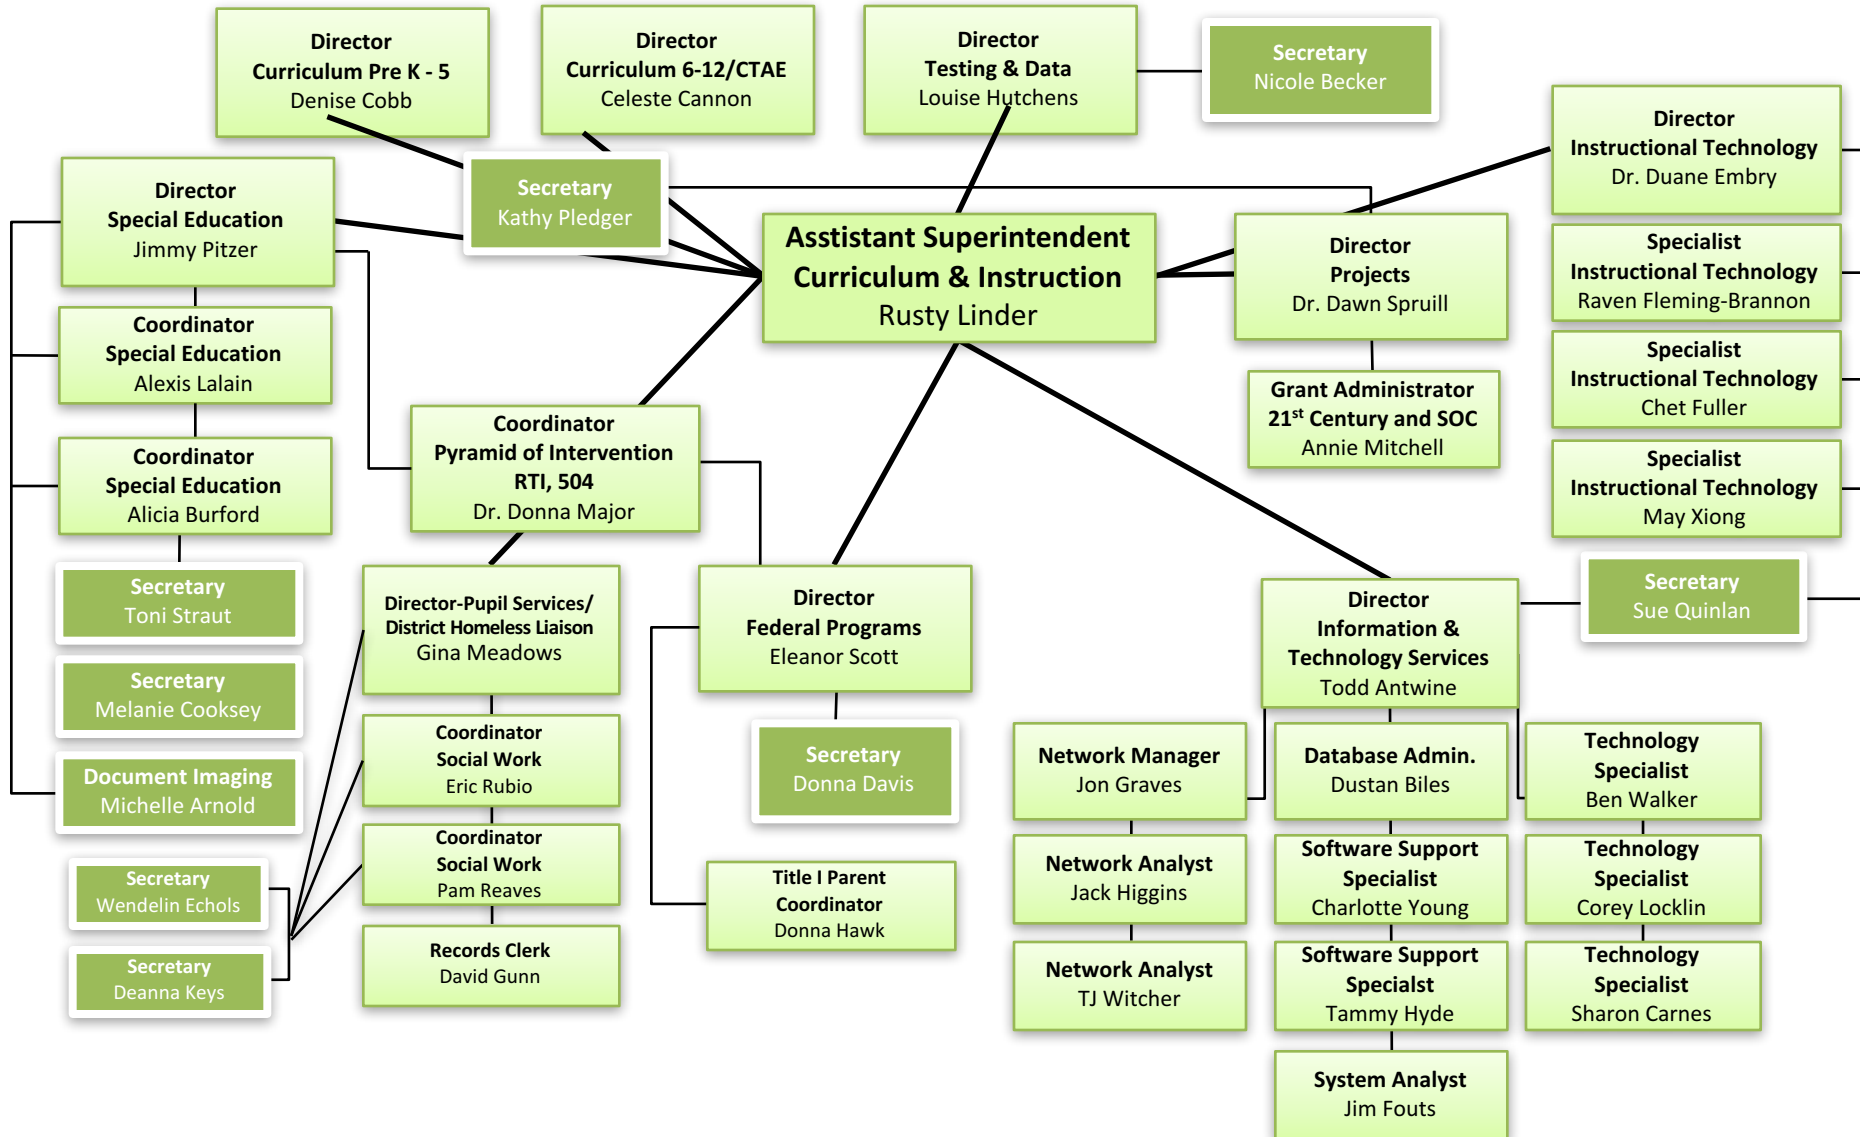 Director
Curriculum Pre K - 5
Denise Cobb
Director
Curriculum 6-12/CTAE
Celeste Cannon
Director
Testing & Data
Louise Hutchens
Secretary
Nicole Becker
Director
Instructional Technology
Dr. Duane Embry
Director
Special Education
Jimmy Pitzer
Secretary
Kathy Pledger
Asstistant Superintendent
Curriculum & Instruction
Rusty Linder
Director
Projects
Dr. Dawn Spruill
Specialist
Instructional Technology
Raven Fleming-Brannon
Coordinator
Special Education
Alexis Lalain
Specialist
Instructional Technology
Chet Fuller
Grant Administrator
21st Century and SOC
Annie Mitchell
Coordinator
Pyramid of Intervention
RTI, 504
Dr. Donna Major
Coordinator
Special Education
Alicia Burford
Specialist
Instructional Technology
May Xiong
Secretary
Toni Straut
Director-Pupil Services/
District Homeless Liaison
Gina Meadows
Director
Federal Programs
Eleanor Scott
Director
Information &
Technology Services
Todd Antwine
Secretary
Sue Quinlan
Secretary
Melanie Cooksey
Coordinator
Social Work
Eric Rubio
Secretary
Donna Davis
Network Manager
Jon Graves
Database Admin.
Dustan Biles
Technology
Specialist
Ben Walker
Document Imaging
Michelle Arnold
Coordinator
Social Work
Pam Reaves
Secretary
Wendelin Echols
Title I Parent
Coordinator
Donna Hawk
Network Analyst
Jack Higgins
Software Support
Specialist
Charlotte Young
Technology
Specialist
Corey Locklin
Secretary
Deanna Keys
Records Clerk
David Gunn
Network Analyst
TJ Witcher
Software Support
Specialst
Tammy Hyde
Technology
Specialist
Sharon Carnes
System Analyst
Jim Fouts